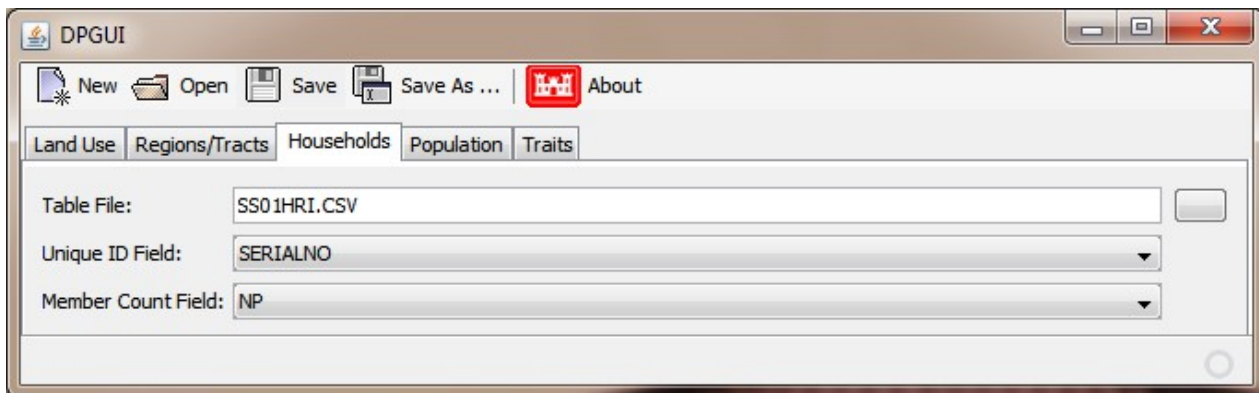 DPGUI
New Open Save Save As ... About
Land Use Regions/Tracts Households Population Traits
Table File: SS01HRI.CSV
Unique ID Field: SERIALNO
Member Count Field: NP